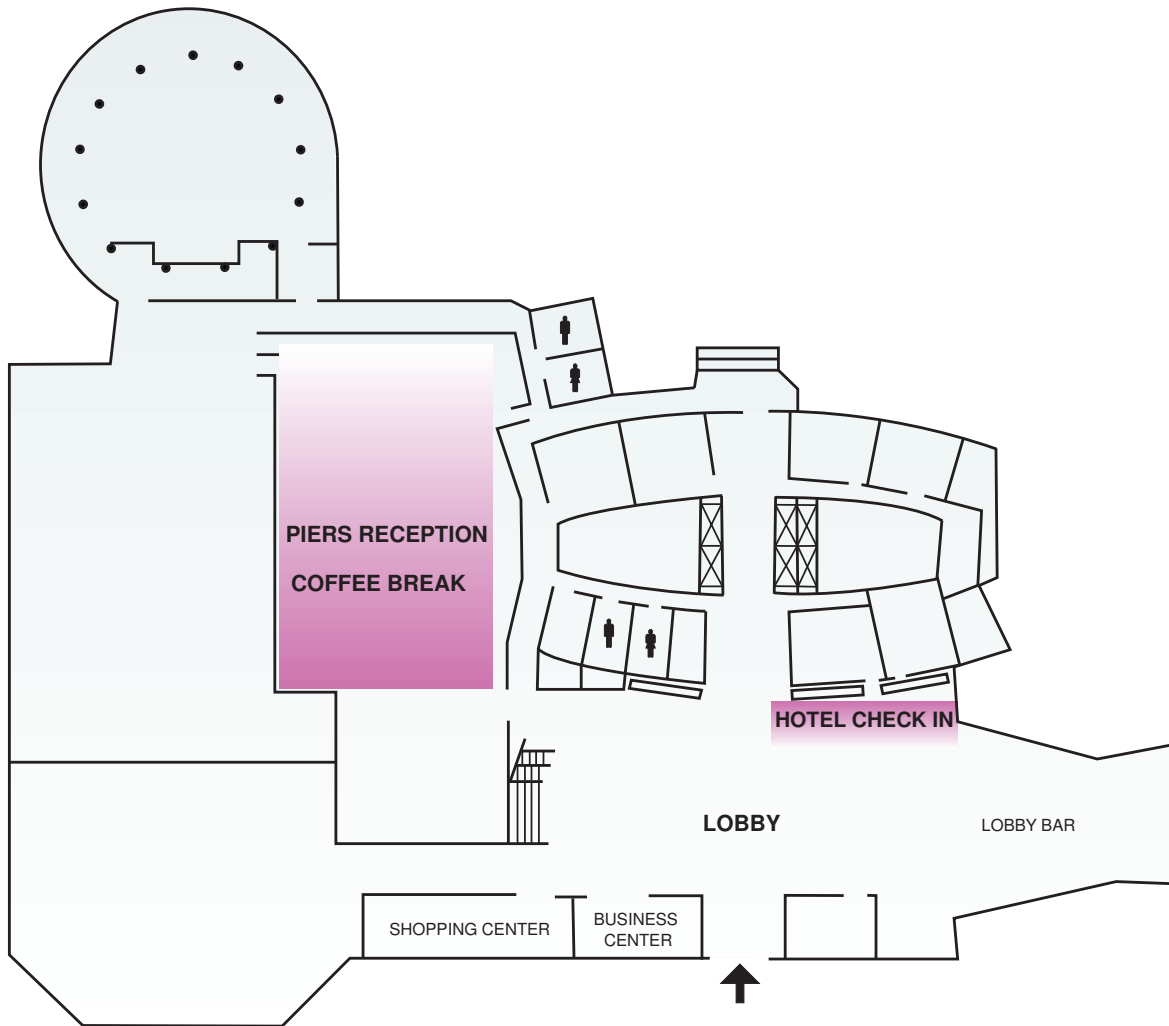 PIERS RECEPTION
COFFEE BREAK
HOTEL CHECK IN
LOBBY
LOBBY BAR
SHOPPING CENTER
BUSINESS
CENTER